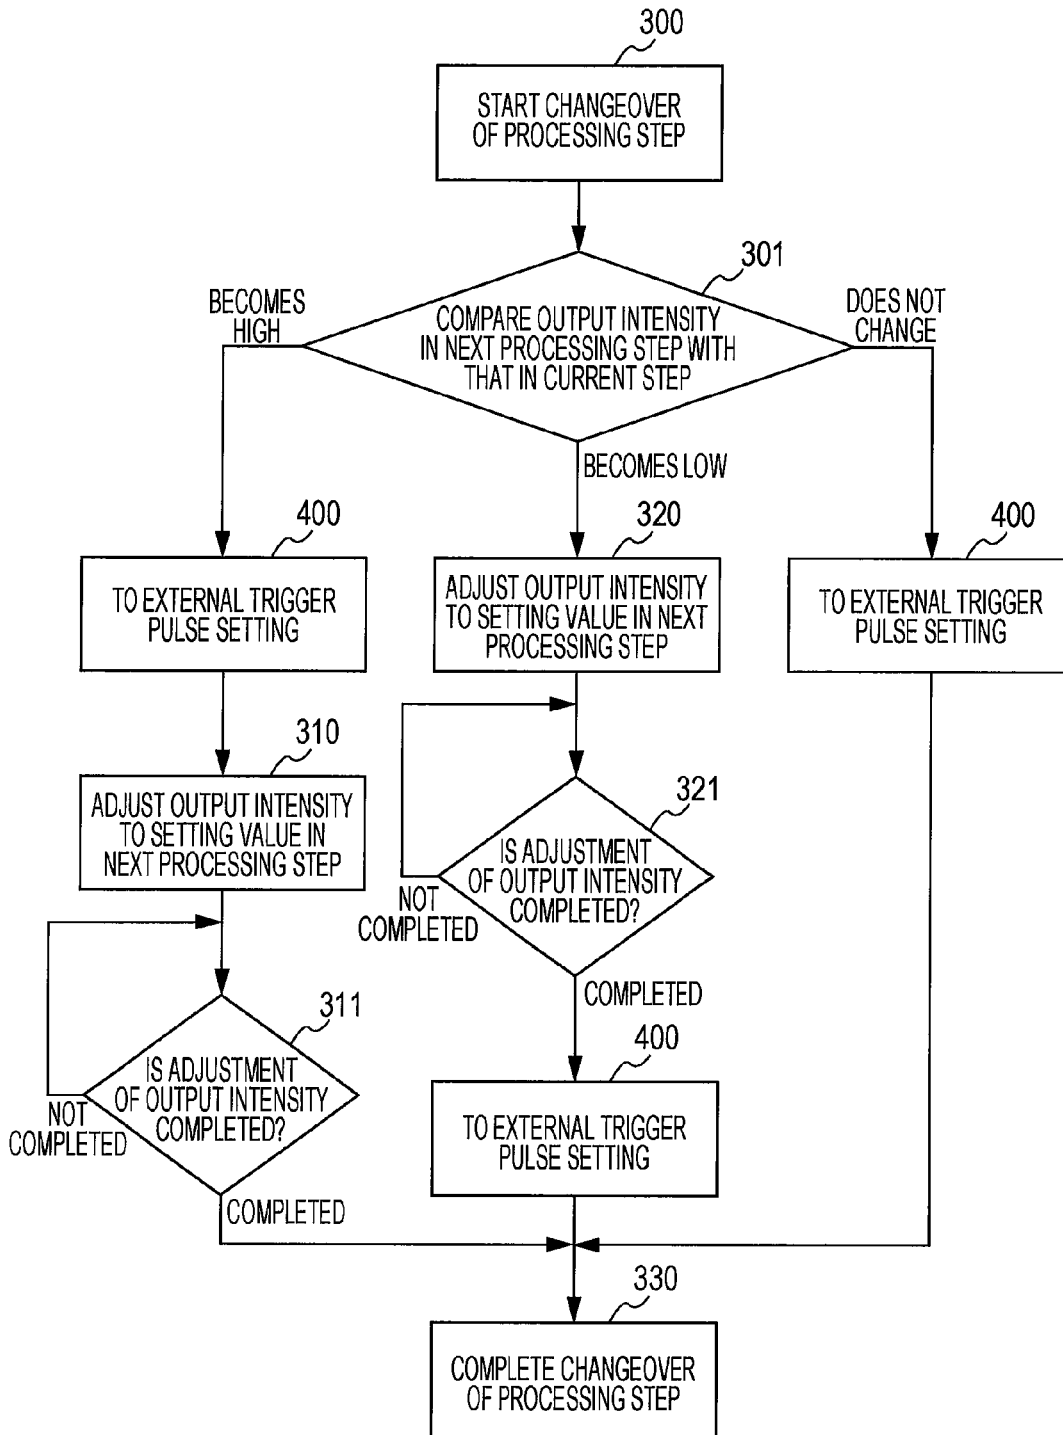 300
START CHANGEOVER
OF PROCESSING STEP
301
COMPARE OUTPUT INTENSITY
IN NEXT PROCESSING STEP WITH
THAT IN CURRENT STEP
BECOMES
HIGH
DOES NOT
CHANGE
BECOMES LOW
400
TO EXTERNAL TRIGGER
PULSE SETTING
320
ADJUST OUTPUT INTENSITY
TO SETTING VALUE IN NEXT
PROCESSING STEP
400
TO EXTERNAL TRIGGER
PULSE SETTING
310
ADJUST OUTPUT INTENSITY
TO SETTING VALUE IN
NEXT PROCESSING STEP
321
IS ADJUSTMENT
OF OUTPUT INTENSITY
COMPLETED?
NOT
COMPLETED
COMPLETED
311
IS ADJUSTMENT
OF OUTPUT INTENSITY
COMPLETED?
NOT
COMPLETED
COMPLETED
400
TO EXTERNAL TRIGGER
PULSE SETTING
330
COMPLETE CHANGEOVER
OF PROCESSING STEP